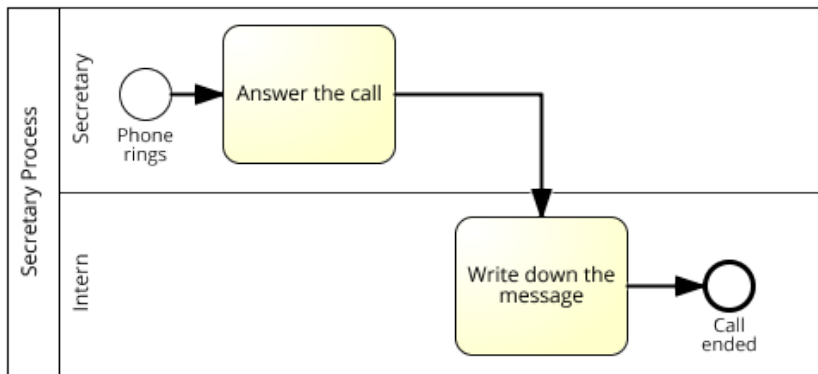 Secretary Process
Secretary
Phone
rings
Answer the call
Intern
Write down the
message
Call
ended